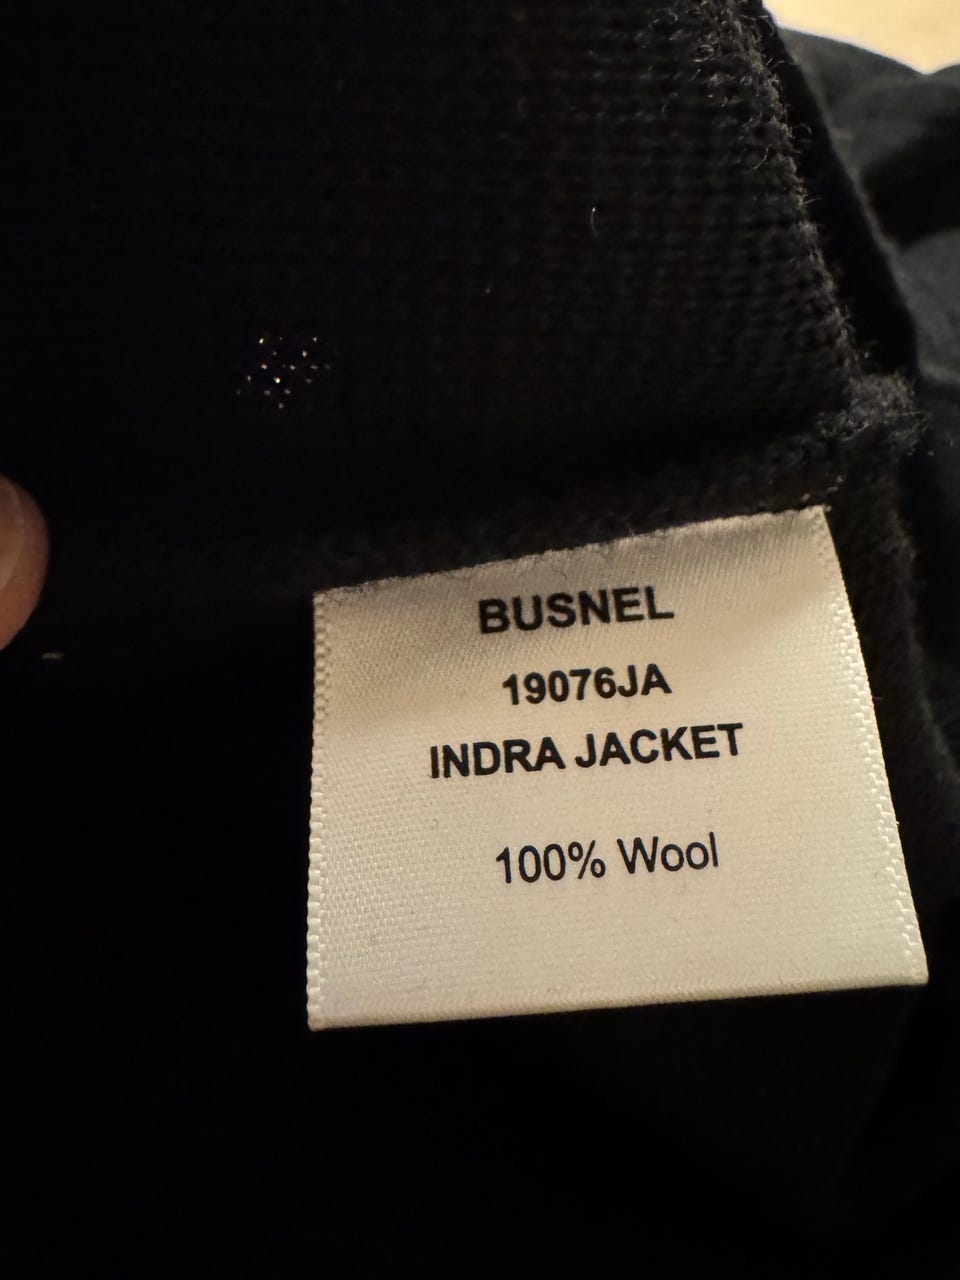 BUSNEL
19076JA
INDRA JACKET
100% Wool